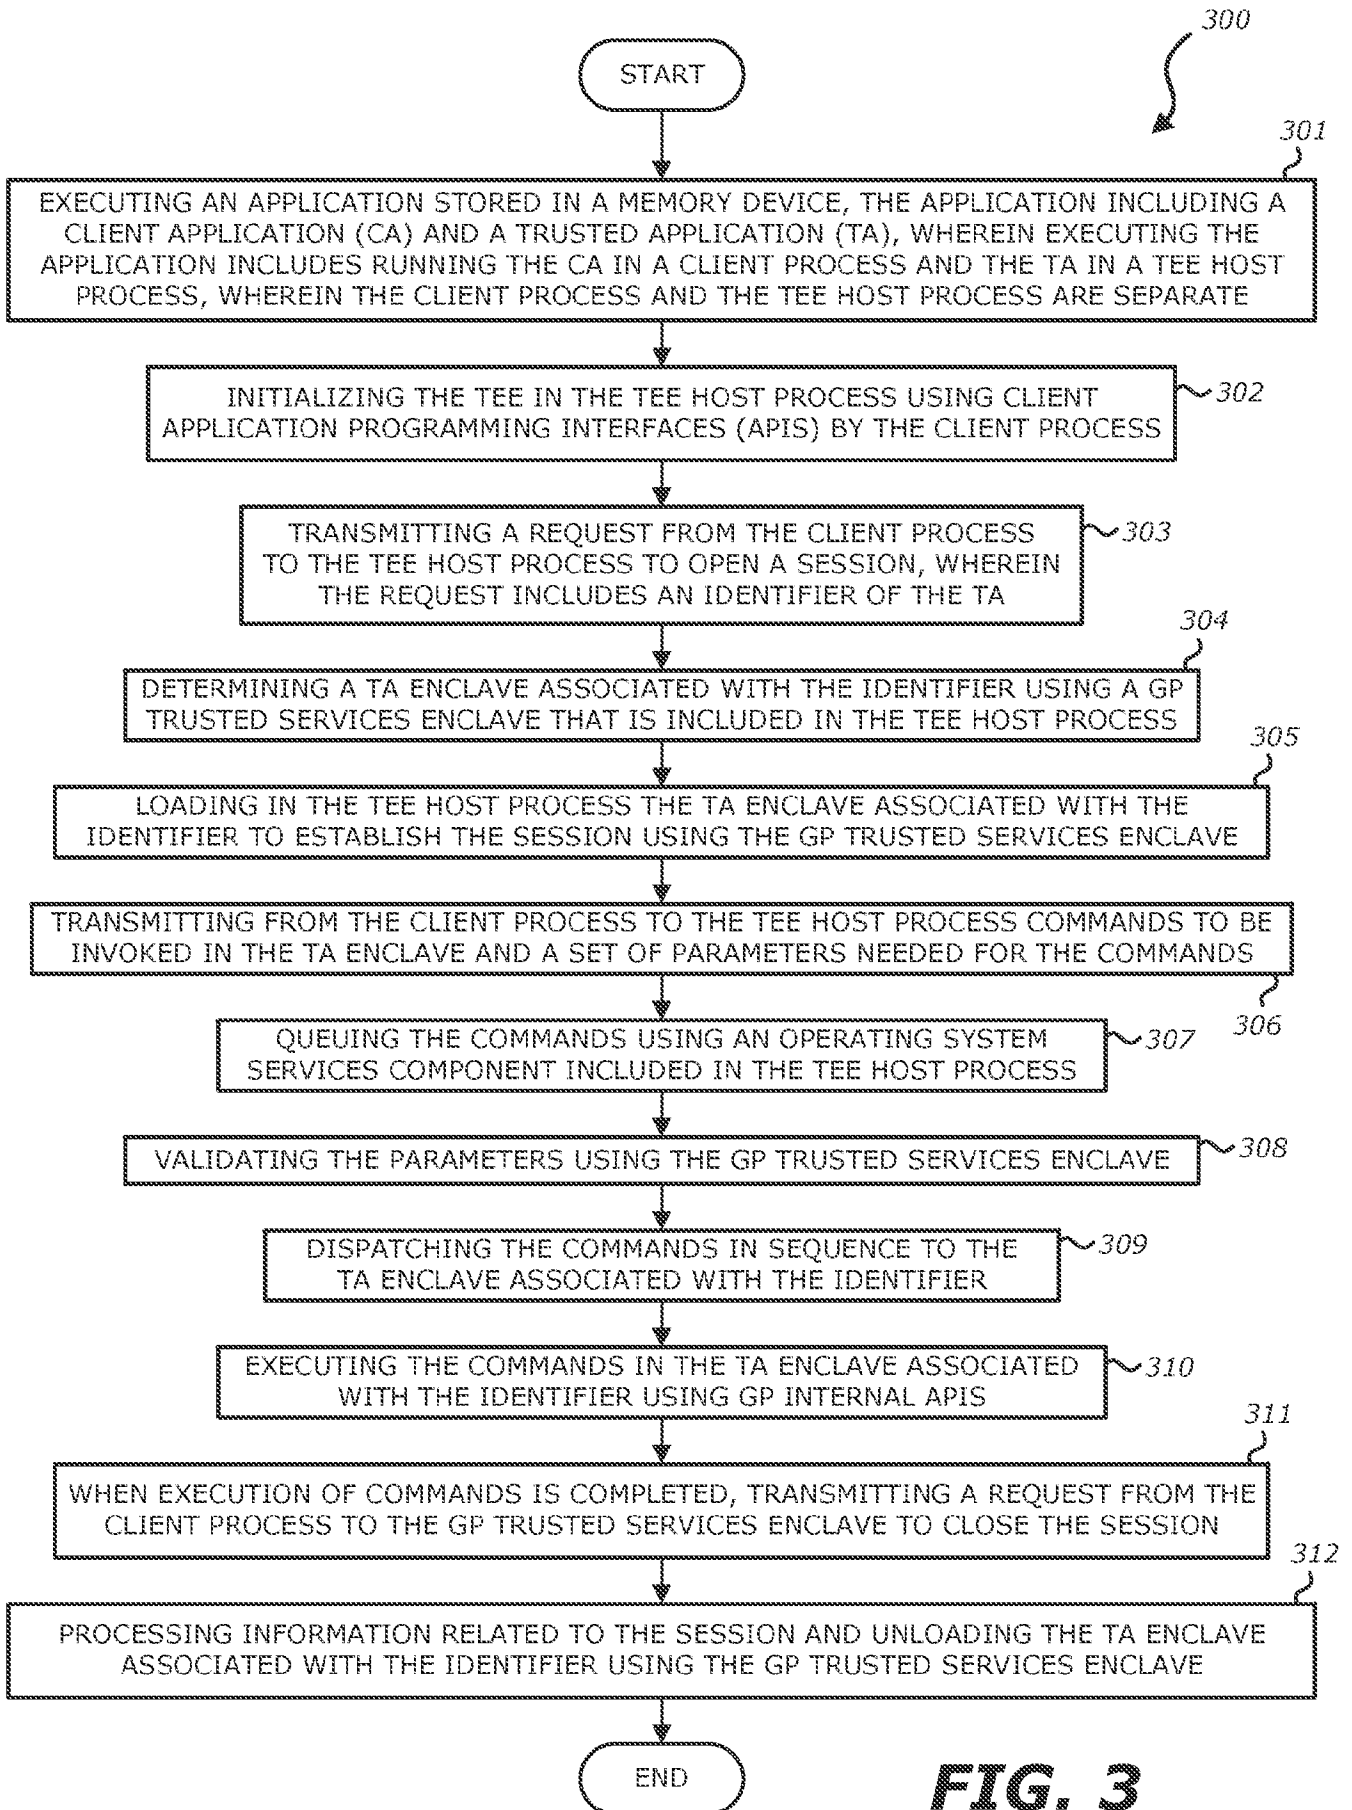 300
START
301
EXECUTING AN APPLICATION STORED IN A MEMORY DEVICE, THE APPLICATION INCLUDING A
CLIENT APPLICATION (CA) AND A TRUSTED APPLICATION (TA), WHEREIN EXECUTING THE
APPLICATION INCLUDES RUNNING THE CA IN A CLIENT PROCESS AND THE TA IN A TEE HOST
PROCESS, WHEREIN THE CLIENT PROCESS AND THE TEE HOST PROCESS ARE SEPARATE
302
INITIALIZING THE TEE IN THE TEE HOST PROCESS USING CLIENT
APPLICATION PROGRAMMING INTERFACES (APIS) BY THE CLIENT PROCESS
303
TRANSMITTING A REQUEST FROM THE CLIENT PROCESS
TO THE TEE HOST PROCESS TO OPEN A SESSION, WHEREIN
THE REQUEST INCLUDES AN IDENTIFIER OF THE TA
304
DETERMINING A TA ENCLAVE ASSOCIATED WITH THE IDENTIFIER USING A GP
TRUSTED SERVICES ENCLAVE THAT IS INCLUDED IN THE TEE HOST PROCESS
305
LOADING IN THE TEE HOST PROCESS THE TA ENCLAVE ASSOCIATED WITH THE
IDENTIFIER TO ESTABLISH THE SESSION USING THE GP TRUSTED SERVICES ENCLAVE
TRANSMITTING FROM THE CLIENT PROCESS TO THE TEE HOST PROCESS COMMANDS TO BE
INVOKED IN THE TA ENCLAVE AND A SET OF PARAMETERS NEEDED FOR THE COMMANDS
306
QUEUING THE COMMANDS USING AN OPERATING SYSTEM
SERVICES COMPONENT INCLUDED IN THE TEE HOST PROCESS
307
VALIDATING THE PARAMETERS USING THE GP TRUSTED SERVICES ENCLAVE
308
DISPATCHING THE COMMANDS IN SEQUENCE TO THE
TA ENCLAVE ASSOCIATED WITH THE IDENTIFIER
309
EXECUTING THE COMMANDS IN THE TA ENCLAVE ASSOCIATED
WITH THE IDENTIFIER USING GP INTERNAL APIS
310
311
WHEN EXECUTION OF COMMANDS IS COMPLETED, TRANSMITTING A REQUEST FROM THE
CLIENT PROCESS TO THE GP TRUSTED SERVICES ENCLAVE TO CLOSE THE SESSION
312
PROCESSING INFORMATION RELATED TO THE SESSION AND UNLOADING THE TA ENCLAVE
ASSOCIATED WITH THE IDENTIFIER USING THE GP TRUSTED SERVICES ENCLAVE
END
FIG. 3